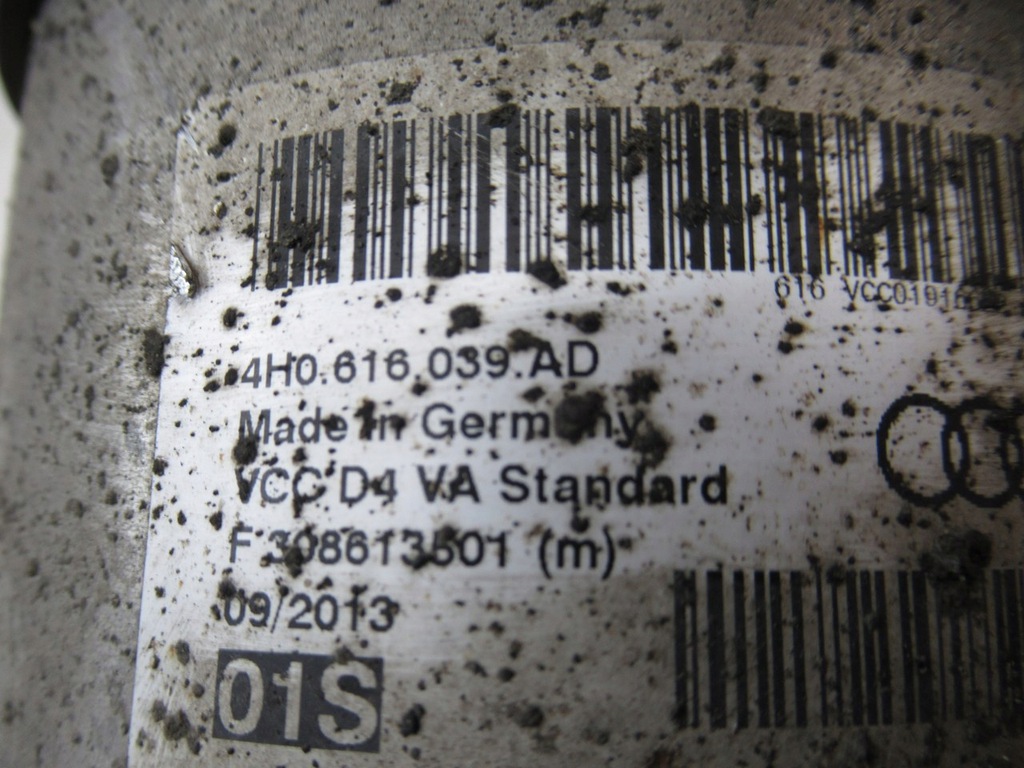 616 VCC0191
4H0.616.039.AD
Made in Germany
VCC D4 VA Standard
F 308613501 (m)
09/2013
01S